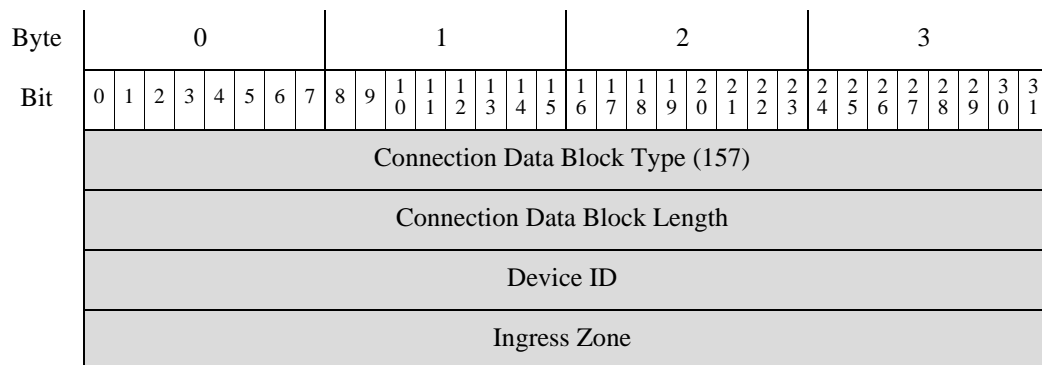 Byte 0 1 2 3
Bit 0 1 2 3 4 5 6 7 8 9 10 11 12 13 14 15 16 17 18 19 20 21 22 23 24 25 26 27 28 29 30 31
Connection Data Block Type (157)
Connection Data Block Length
Device ID
Ingress Zone